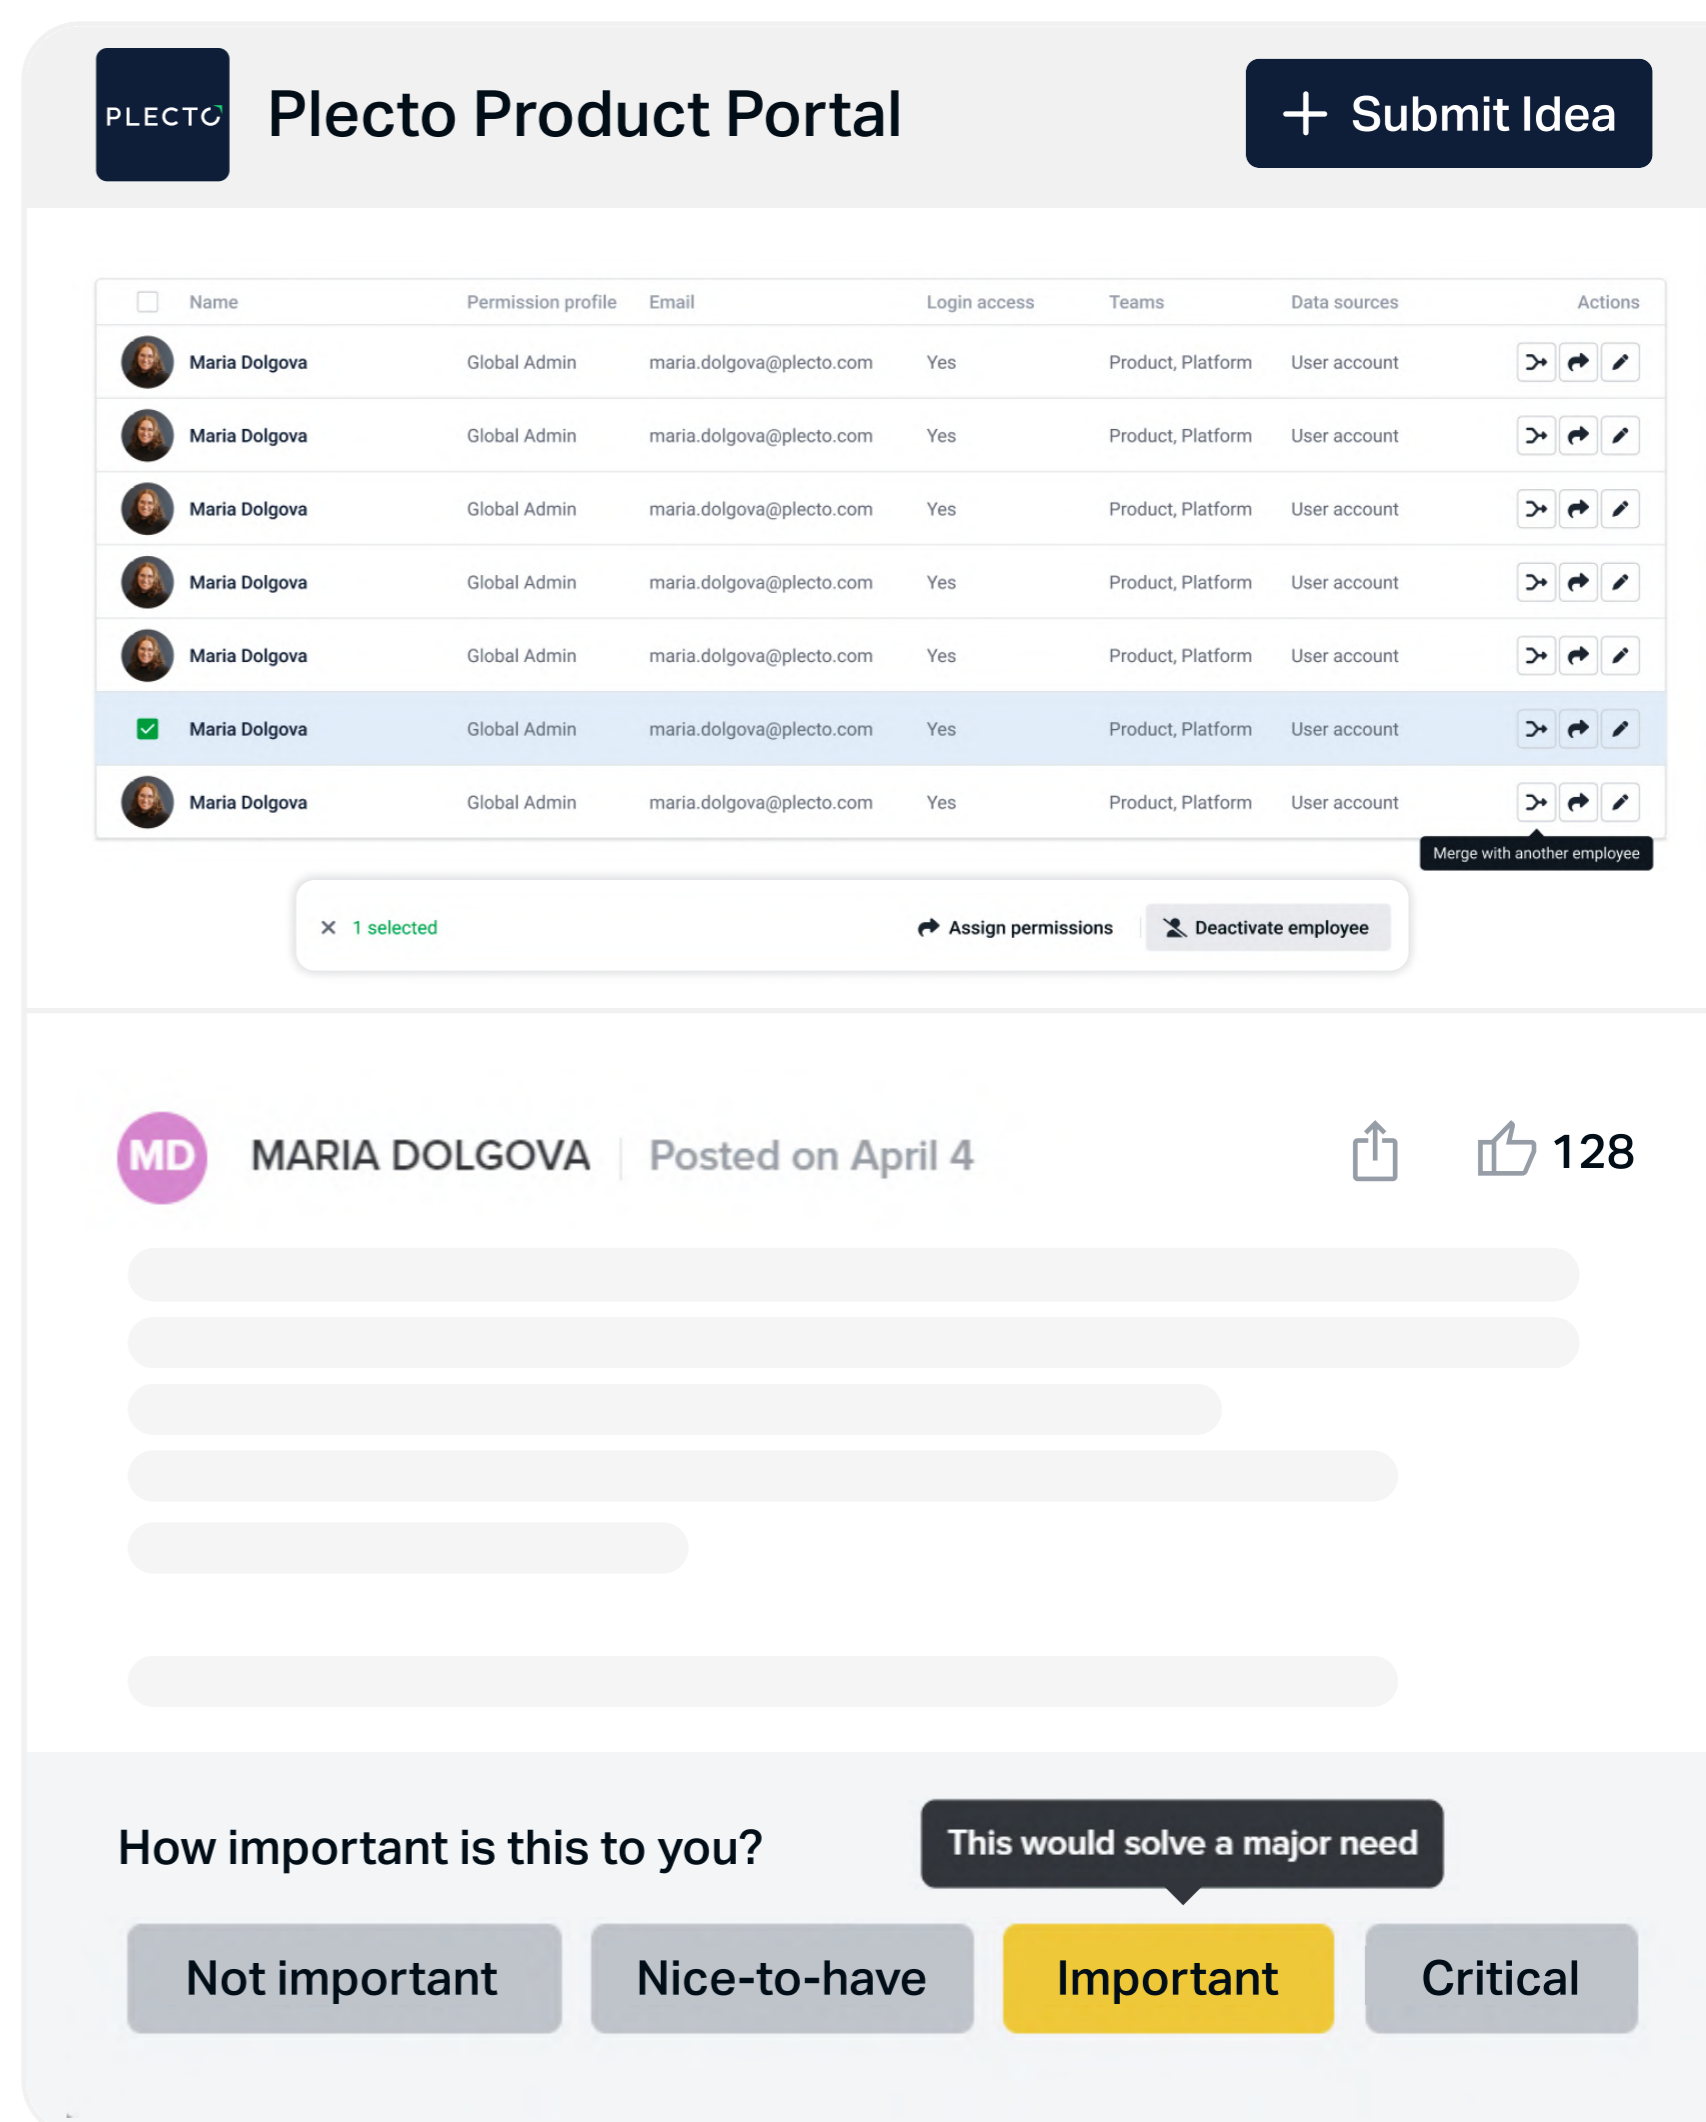 PLECTO
Plecto Product Portal
Submit Idea
Name Permission profile Email Login access Teams Data sources Actions
Maria Dolgova Global Admin maria.dolgova@plecto.com Yes Product, Platform User account
Maria Dolgova Global Admin maria.dolgova@plecto.com Yes Product, Platform User account
Maria Dolgova Global Admin maria.dolgova@plecto.com Yes Product, Platform User account
Maria Dolgova Global Admin maria.dolgova@plecto.com Yes Product, Platform User account
Maria Dolgova Global Admin maria.dolgova@plecto.com Yes Product, Platform User account
Maria Dolgova Global Admin maria.dolgova@plecto.com Yes Product, Platform User account
Maria Dolgova Global Admin maria.dolgova@plecto.com Yes Product, Platform User account
Merge with another employee
1 selected Assign permissions Deactivate employee
MD MARIA DOLGOVA Posted on April 4 128
How important is this to you?
This would solve a major need
Not important Nice-to-have Important Critical